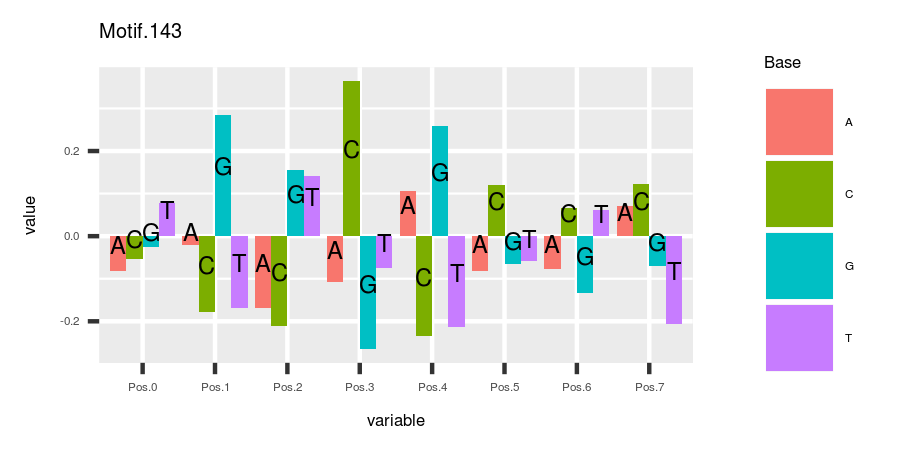 Motif.143
value
0.2
0.0
-0.2
A C G T A C G T A C G T A C G T A C G T A C G T A C G T A C G T
Pos.0 Pos.1 Pos.2 Pos.3 Pos.4 Pos.5 Pos.6 Pos.7
variable
Base
A
C
G
T